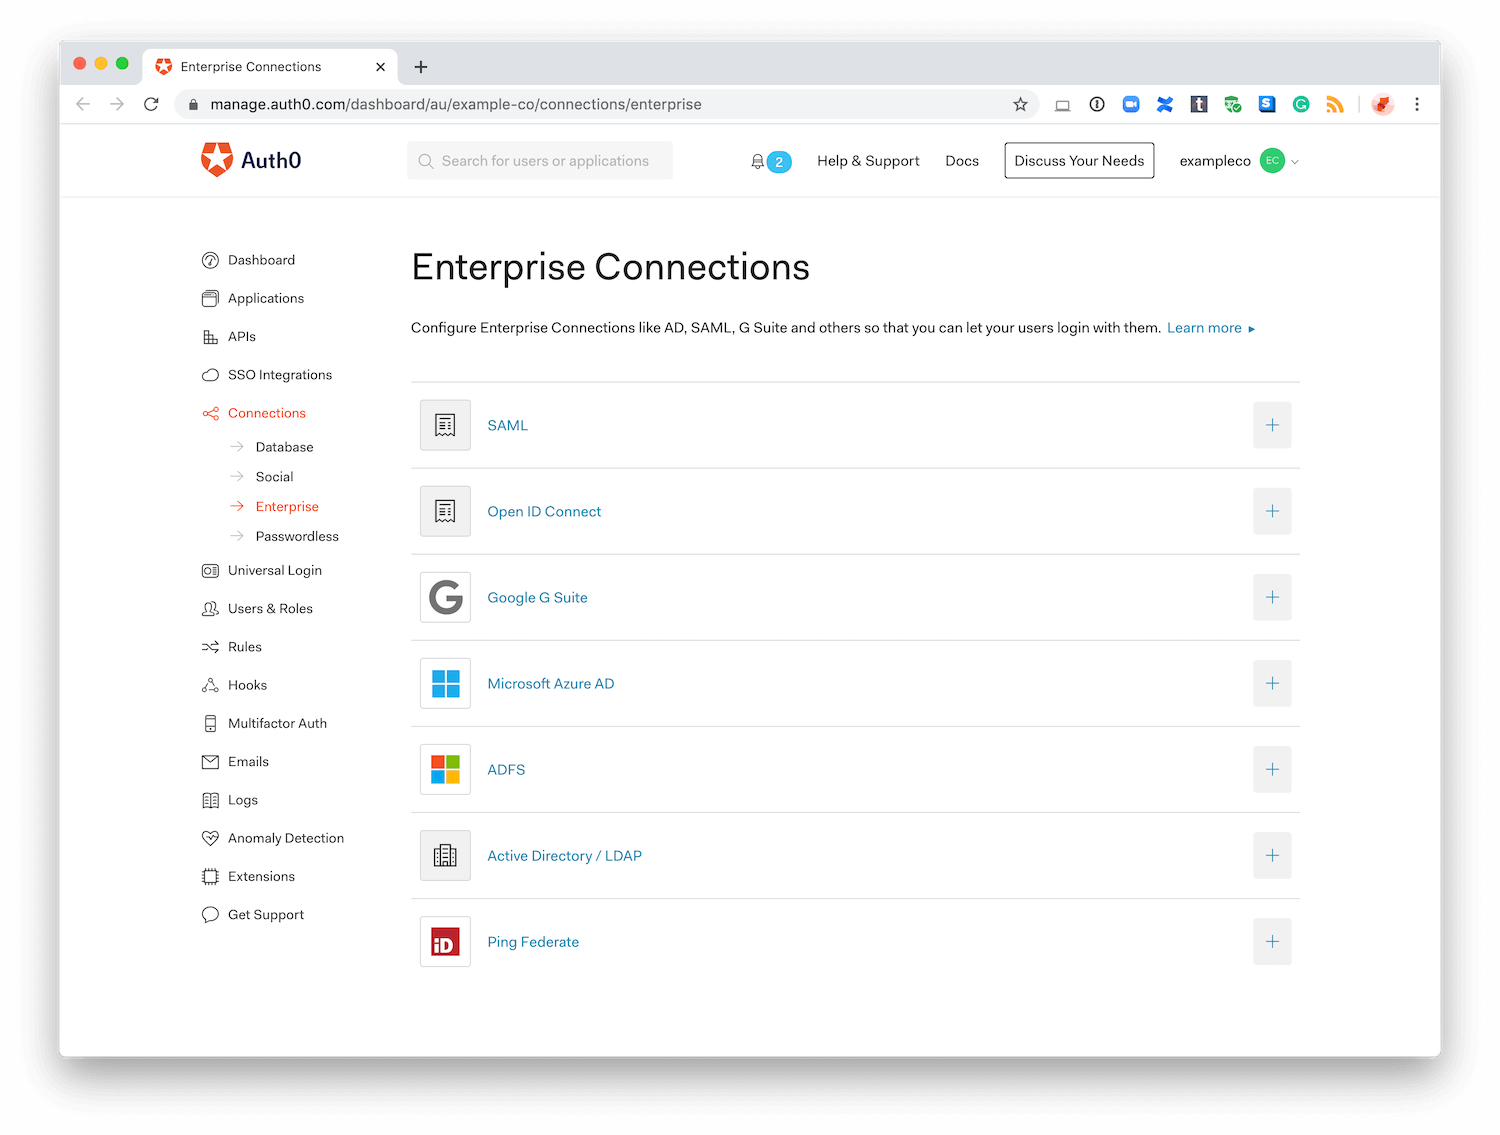 Enterprise Connections
manage.auth0.com/dashboard/au/example-co/connections/enterprise
Auth0
Search for users or applications
2
Help & Support
Docs
Discuss Your Needs
exampleco
EC
Dashboard
Applications
APIs
SSO Integrations
Connections
Database
Social
Enterprise
Passwordless
Universal Login
Users & Roles
Rules
Hooks
Multifactor Auth
Emails
Logs
Anomaly Detection
Extensions
Get Support
Enterprise Connections
Configure Enterprise Connections like AD, SAML, G Suite and others so that you can let your users login with them. Learn more
SAML
Open ID Connect
Google G Suite
Microsoft Azure AD
ADFS
Active Directory / LDAP
iD
Ping Federate